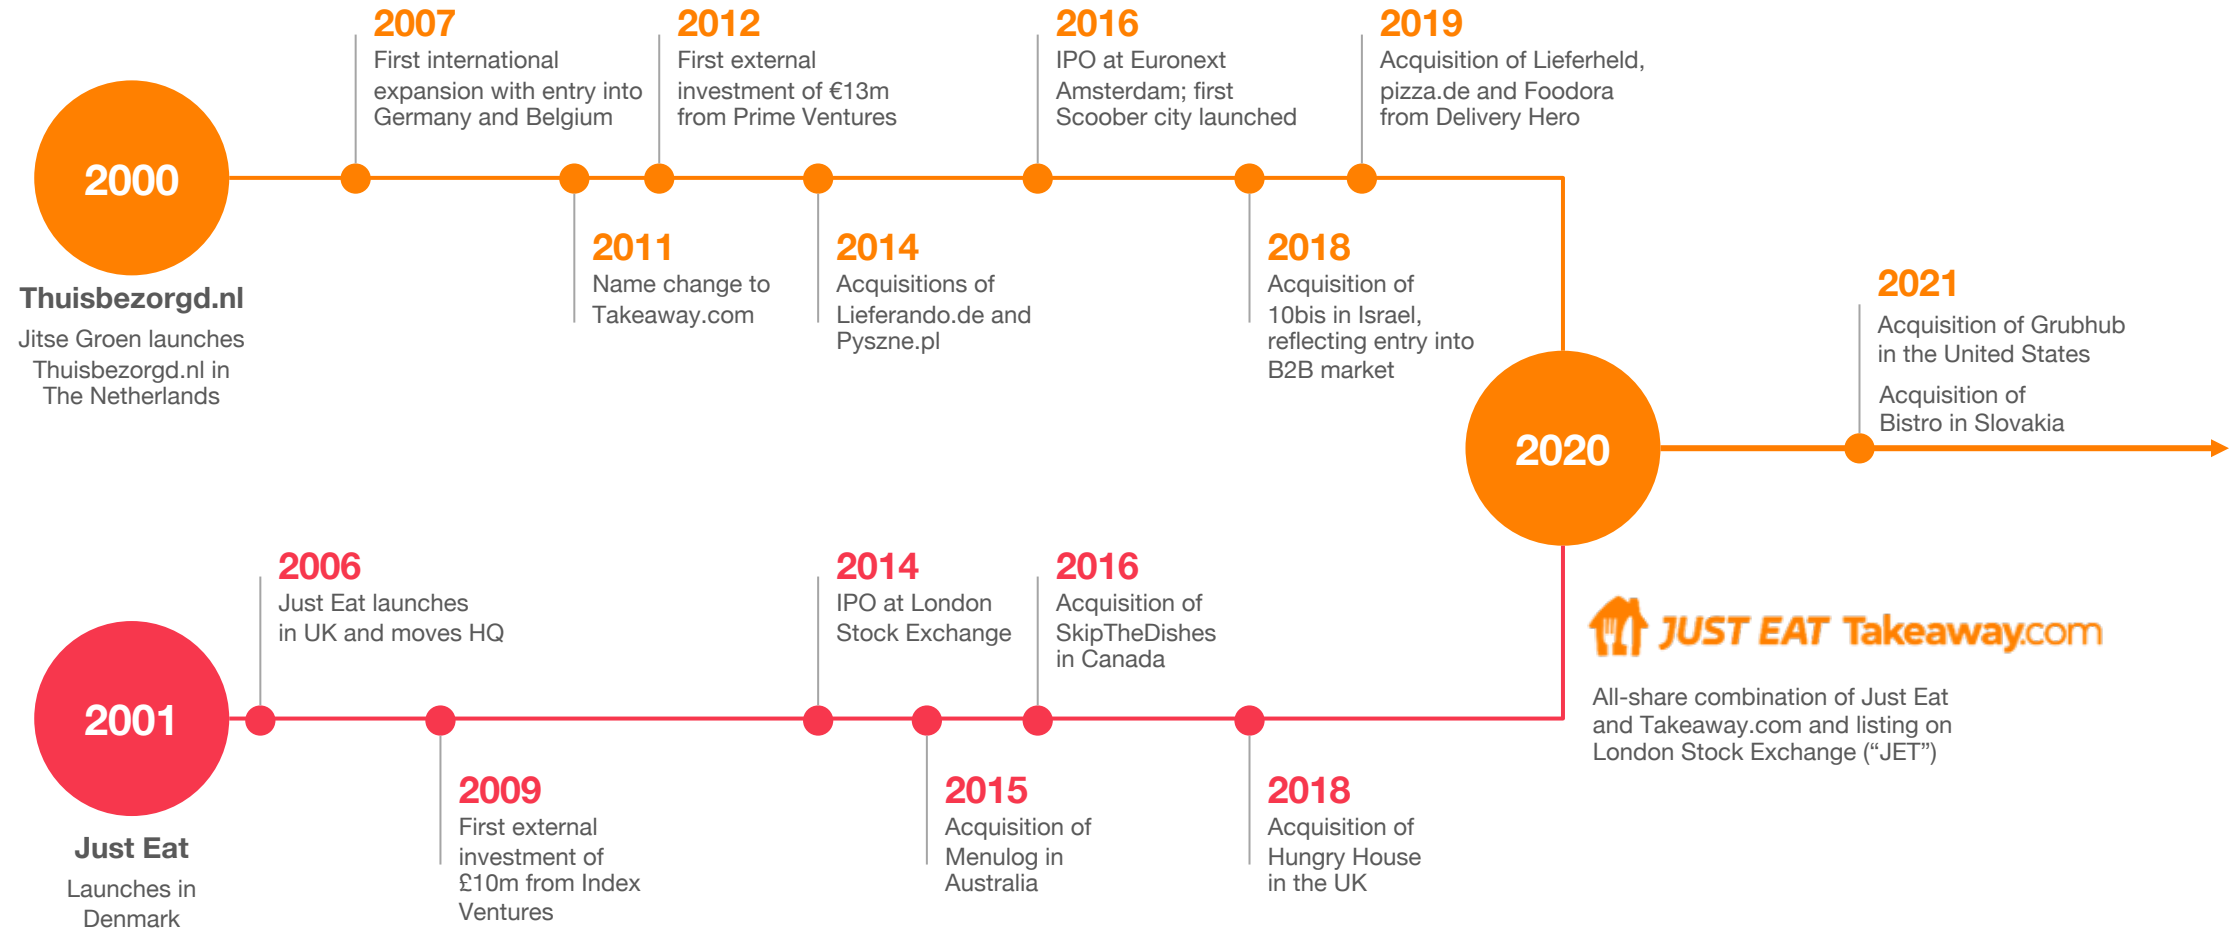 2007
First international
expansion with entry into
Germany and Belgium
2012
First external
investment of €13m
from Prime Ventures
2016
IPO at Euronext
Amsterdam; first
Scoober city launched
2019
Acquisition of Lieferheld,
pizza.de and Foodora
from Delivery Hero
2000
Thuisbezorgd.nl
Jitse Groen launches
Thuisbezorgd.nl in
The Netherlands
2011
Name change to
Takeaway.com
2014
Acquisitions of
Lieferando.de and
Pyszne.pl
2018
Acquisition of
10bis in Israel,
reflecting entry into
B2B market
2020
2021
Acquisition of Grubhub
in the United States
Acquisition of
Bistro in Slovakia
JUST EAT Takeaway.com
All-share combination of Just Eat
and Takeaway.com and listing on
London Stock Exchange (“JET”)
2006
Just Eat launches
in UK and moves HQ
2014
IPO at London
Stock Exchange
2016
Acquisition of
SkipTheDishes
in Canada
2001
Just Eat
Launches in
Denmark
2009
First external
investment of
£10m from Index
Ventures
2015
Acquisition of
Menulog in
Australia
2018
Acquisition of
Hungry House
in the UK